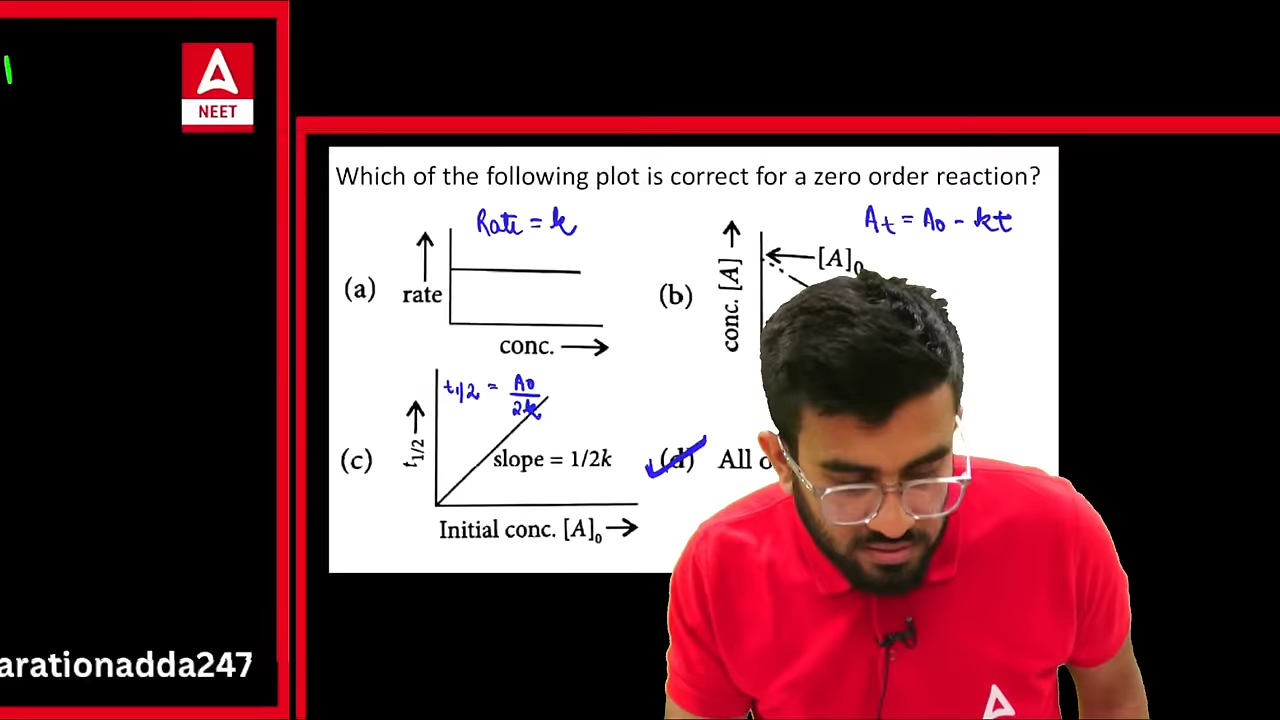 NEET
Which of the following plot is correct for a zero order reaction?
Rate = k
At = A0 - kt
(a)
rate
conc.
(b)
conc. [A]
[A]0
(c)
t1/2
t1/2 = A0/2k
slope = 1/2k
Initial conc. [A]0
(d) All
arationadda247